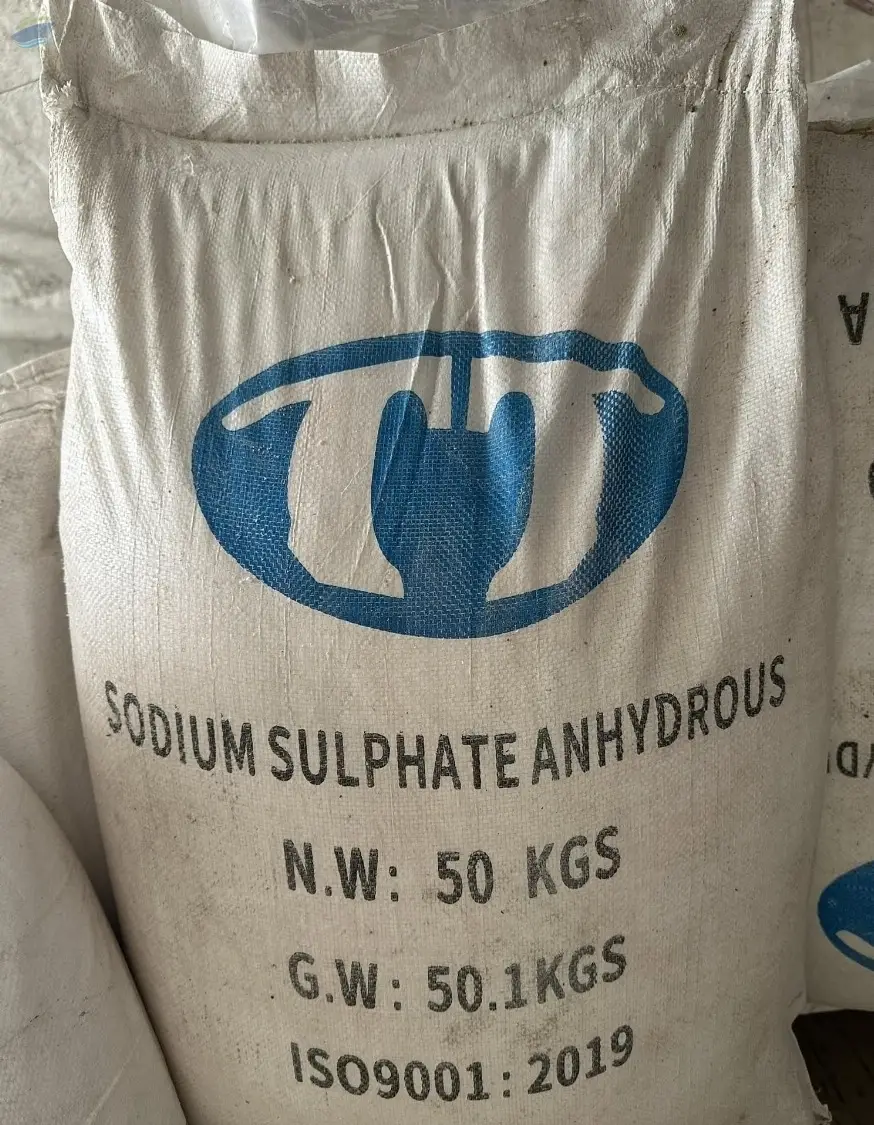 SODIUM SULPHATE ANHYDROUS
N.W: 50 KGS
G.W: 50.1KGS
ISO9001:2019
A